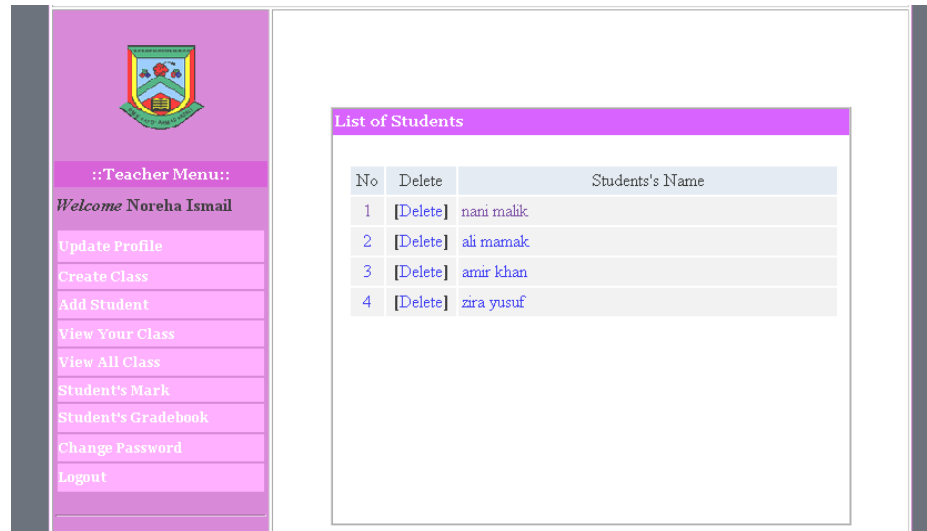 ::Teacher Menu::
Welcome Noreha Ismail
Update Profile
Create Class
Add Student
View Your Class
View All Class
Student's Mark
Student's Gradebook
Change Password
Logout
List of Students
No Delete Students's Name
1 [Delete] nani malik
2 [Delete] ali mamak
3 [Delete] amir khan
4 [Delete] zira yusuf